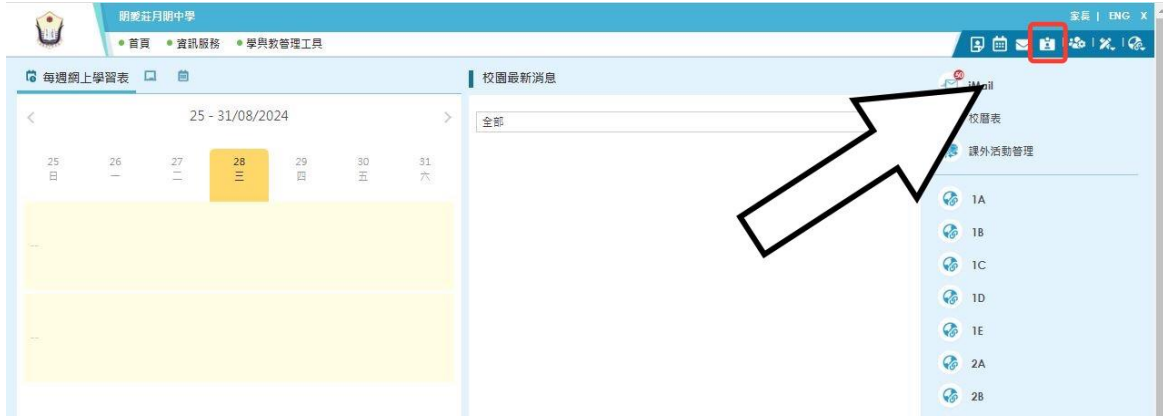 明愛莊月明中學
家長 | ENG X
首頁 資訊服務 學與教管理工具
每週網上學習表
校園最新消息
50
iMail
25 - 31/08/2024
全部
校曆表
課外活動管理
25 26 27 28 29 30 31
日 一 二 三 四 五 六
1A
1B
1C
1D
1E
2A
2B